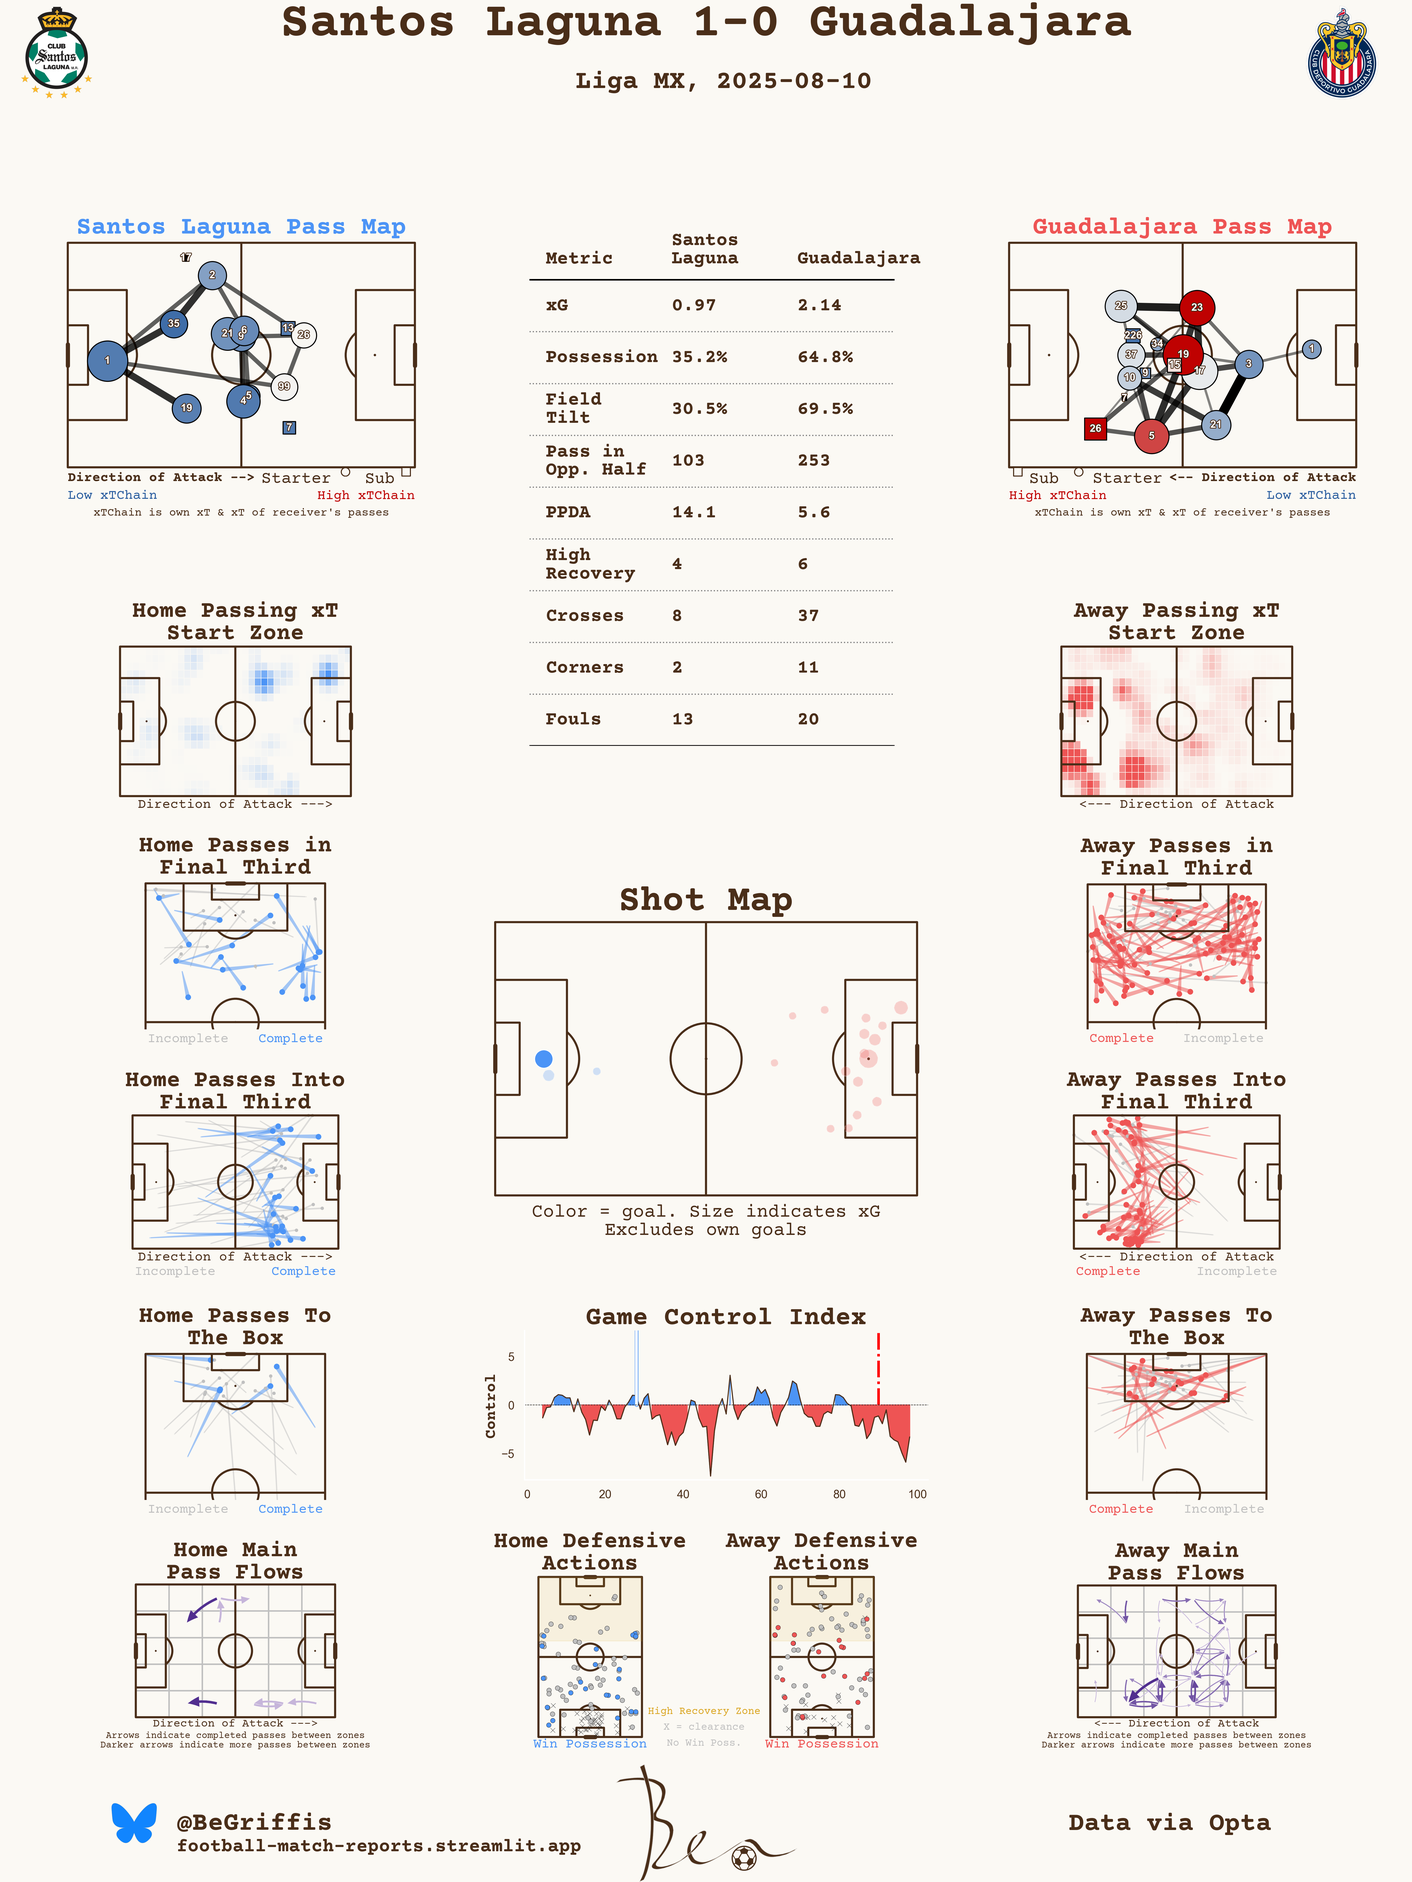 Santos Laguna 1-0 Guadalajara
Liga MX, 2025-08-10
CLUB
Santos
LAGUNA
CLUB DEPORTIVO GUADALAJARA
Santos Laguna Pass Map
17
2
35
21
6
9
13
26
1
99
5
4
19
7
Direction of Attack --> Starter Sub
Low xTChain High xTChain
xTChain is own xT & xT of receiver's passes
Metric Santos Laguna Guadalajara
xG 0.97 2.14
Possession 35.2% 64.8%
Field Tilt 30.5% 69.5%
Pass in Opp. Half 103 253
PPDA 14.1 5.6
High Recovery 4 6
Crosses 8 37
Corners 2 11
Fouls 13 20
Guadalajara Pass Map
25
23
226
34
37
19
1
15
3
17
10
9
7
26
5
21
Sub Starter <-- Direction of Attack
High xTChain Low xTChain
xTChain is own xT & xT of receiver's passes
Home Passing xT
Start Zone
Direction of Attack --->
Away Passing xT
Start Zone
<--- Direction of Attack
Home Passes in
Final Third
Incomplete Complete
Shot Map
Color = goal. Size indicates xG
Excludes own goals
Away Passes in
Final Third
Complete Incomplete
Home Passes Into
Final Third
Direction of Attack --->
Incomplete Complete
Away Passes Into
Final Third
<--- Direction of Attack
Complete Incomplete
Home Passes To
The Box
Incomplete Complete
Game Control Index
Control
5
0
−5
0 20 40 60 80 100
Away Passes To
The Box
Complete Incomplete
Home Main
Pass Flows
Direction of Attack --->
Arrows indicate completed passes between zones
Darker arrows indicate more passes between zones
Home Defensive
Actions
Win Possession
High Recovery Zone
X = clearance
No Win Poss.
Away Defensive
Actions
Win Possession
Away Main
Pass Flows
<--- Direction of Attack
Arrows indicate completed passes between zones
Darker arrows indicate more passes between zones
@BeGriffis
football-match-reports.streamlit.app
Ben
Data via Opta